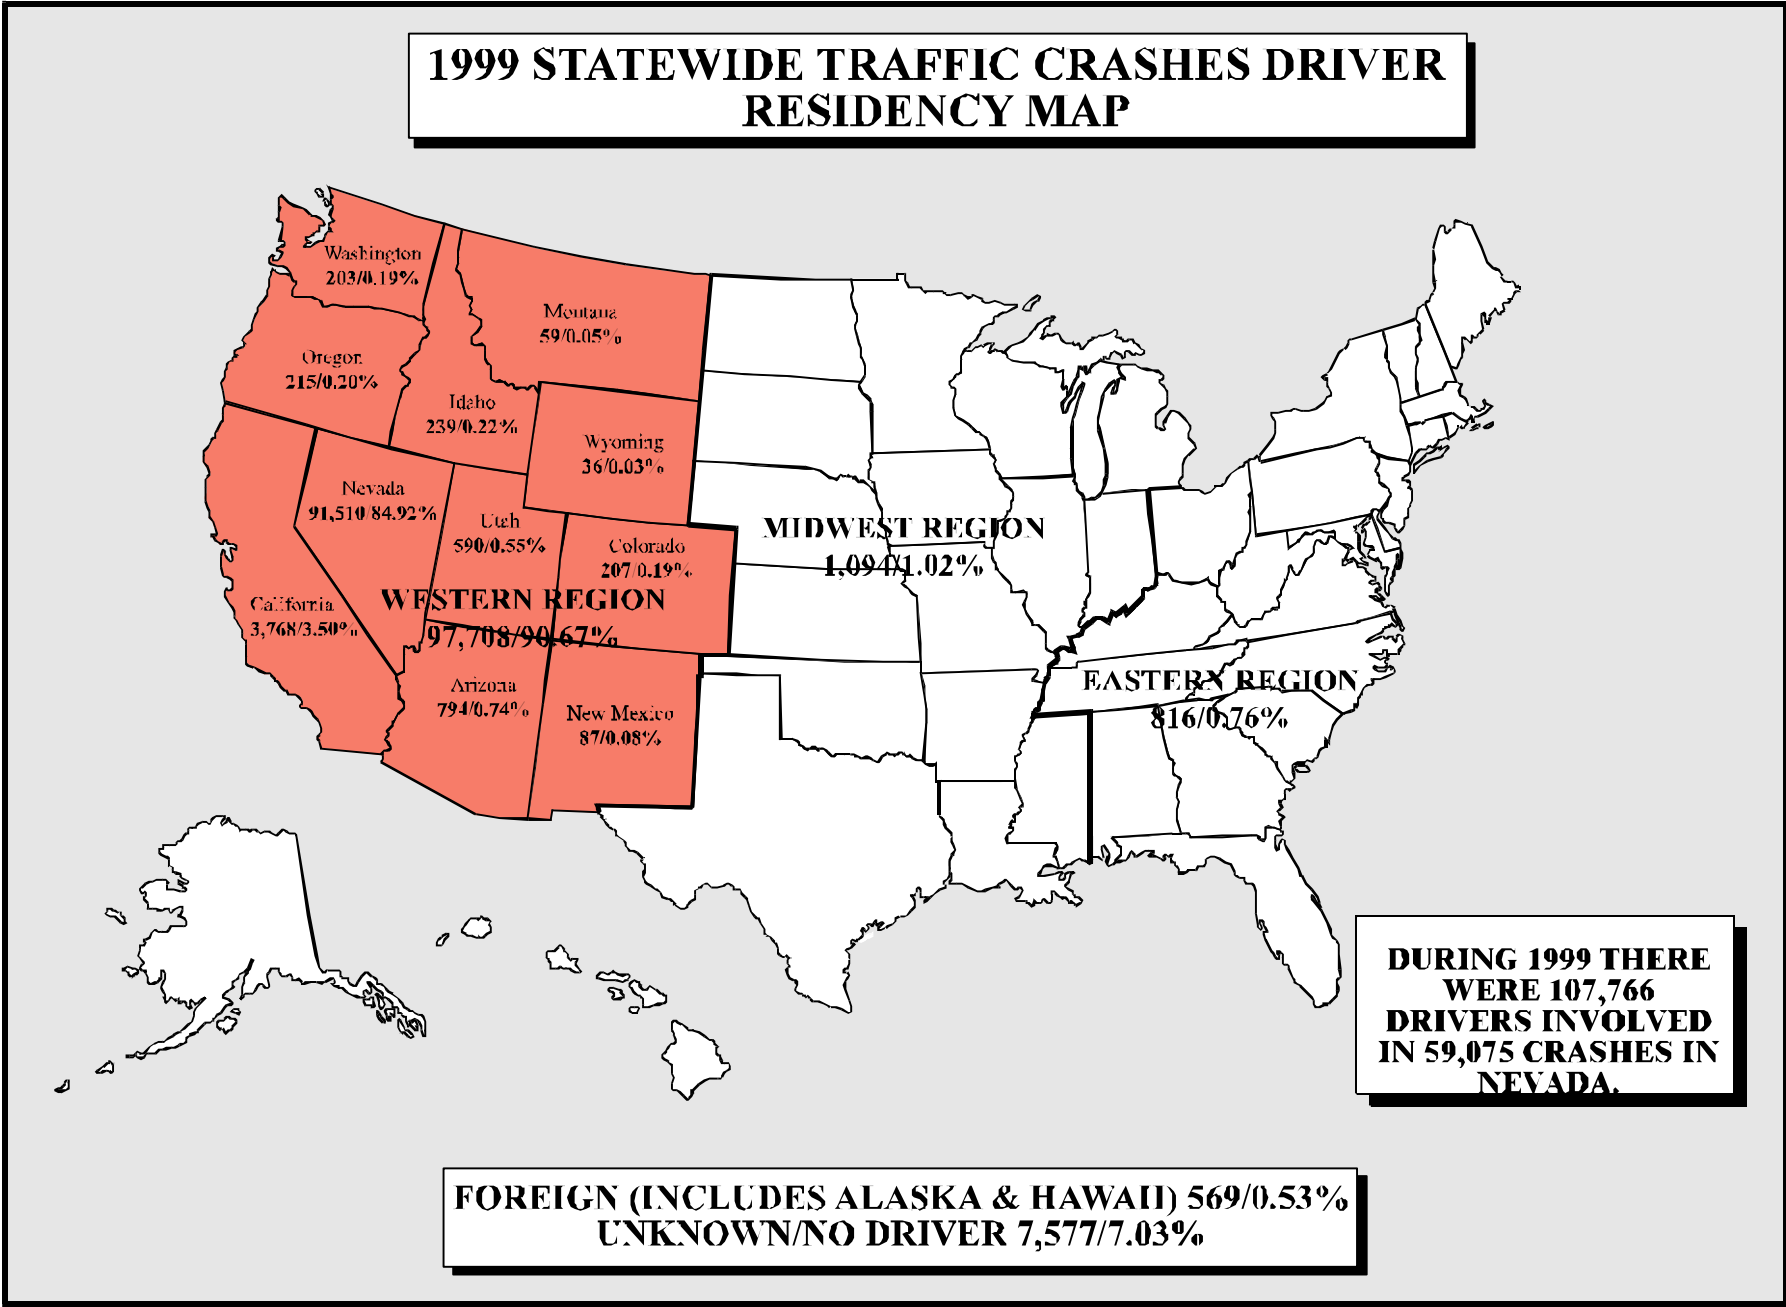 1999 STATEWIDE TRAFFIC CRASHES DRIVER
RESIDENCY MAP
Washington
203/0.19%
Montana
59/0.05%
Oregon
215/0.20%
Idaho
239/0.22%
Wyoming
36/0.03%
Nevada
91,510/84.92%
Utah
590/0.55%
Colorado
207/0.19%
MIDWEST REGION
1,094/1.02%
California
3,768/3.50%
WESTERN REGION
97,708/90.67%
Arizona
794/0.74%
New Mexico
87/0.08%
EASTERN REGION
816/0.76%
DURING 1999 THERE
WERE 107,766
DRIVERS INVOLVED
IN 59,075 CRASHES IN
NEVADA.
FOREIGN (INCLUDES ALASKA & HAWAII) 569/0.53%
UNKNOWN/NO DRIVER 7,577/7.03%